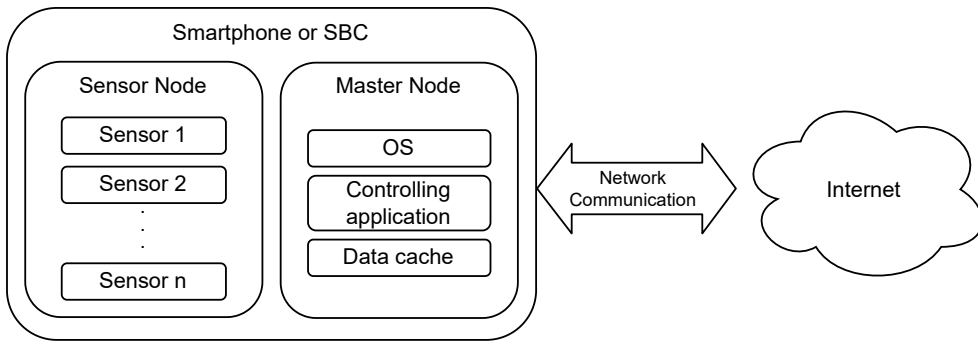 Smartphone or SBC
Sensor Node
Sensor 1
Sensor 2
.
.
.
Sensor n
Master Node
OS
Controlling
application
Data cache
Network
Communication
Internet